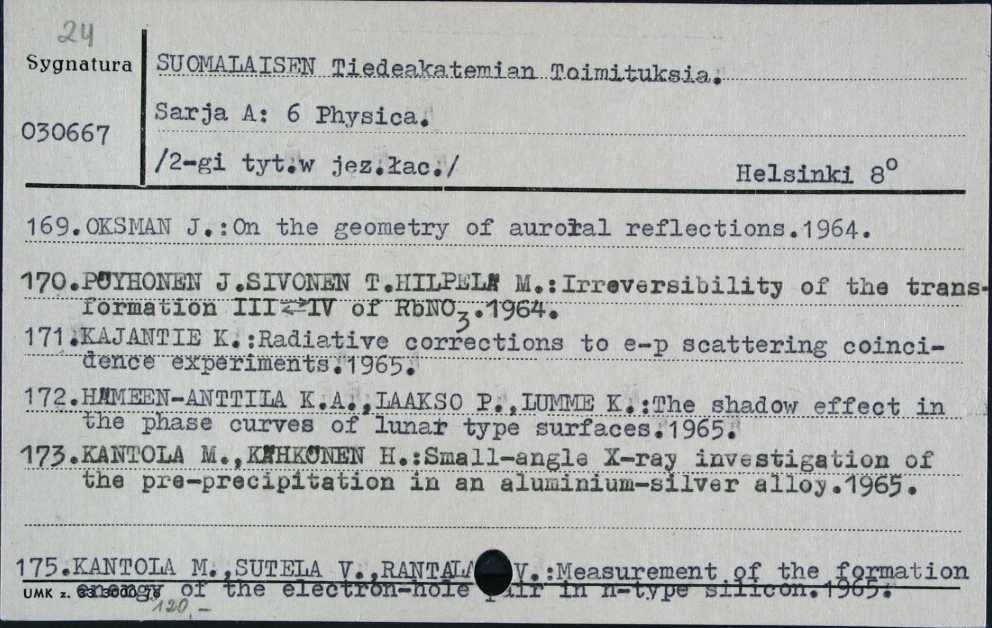 24
Sygnatura
SUOMALAISEN Tiedeakatemian Toimituksia.
Sarja A: 6 Physica.
030667
/2-gi tyt.w jez.łac./
Helsinki 8º
169.OKSMAN J.:On the geometry of auroral reflections.1964.
170.PÖYHONEN J.SIVONEN T.HILPELÄ M.:Irreversibility of the trans-
formation III⇄IV of RbNO3.1964.
171.KAJANTIE K.:Radiative corrections to e-p scattering coinci-
dence experiments.1965.
172.HÄMEEN-ANTTILA K.A.,LAAKSO P.,LUMME K.:The shadow effect in
the phase curves of lunar type surfaces.1965.
173.KANTOLA M.,KÄHKÖNEN H.:Small-angle X-ray investigation of
the pre-precipitation in an aluminium-silver alloy.1965.
175.KANTOLA M.,SUTELA V.,RANTALA V.:Measurement of the formation
energy of the electron-hole pair in n-type silicon.1965.
UMK z.
120,-